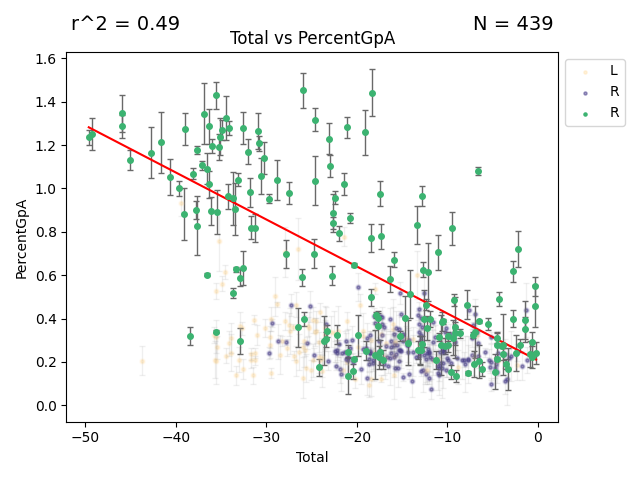 r^2 = 0.49 N = 439
Total vs PercentGpA
L
R
R
1.6
1.4
1.2
1.0
0.8
0.6
0.4
0.2
0.0
PercentGpA
−50 −40 −30 −20 −10 0
Total